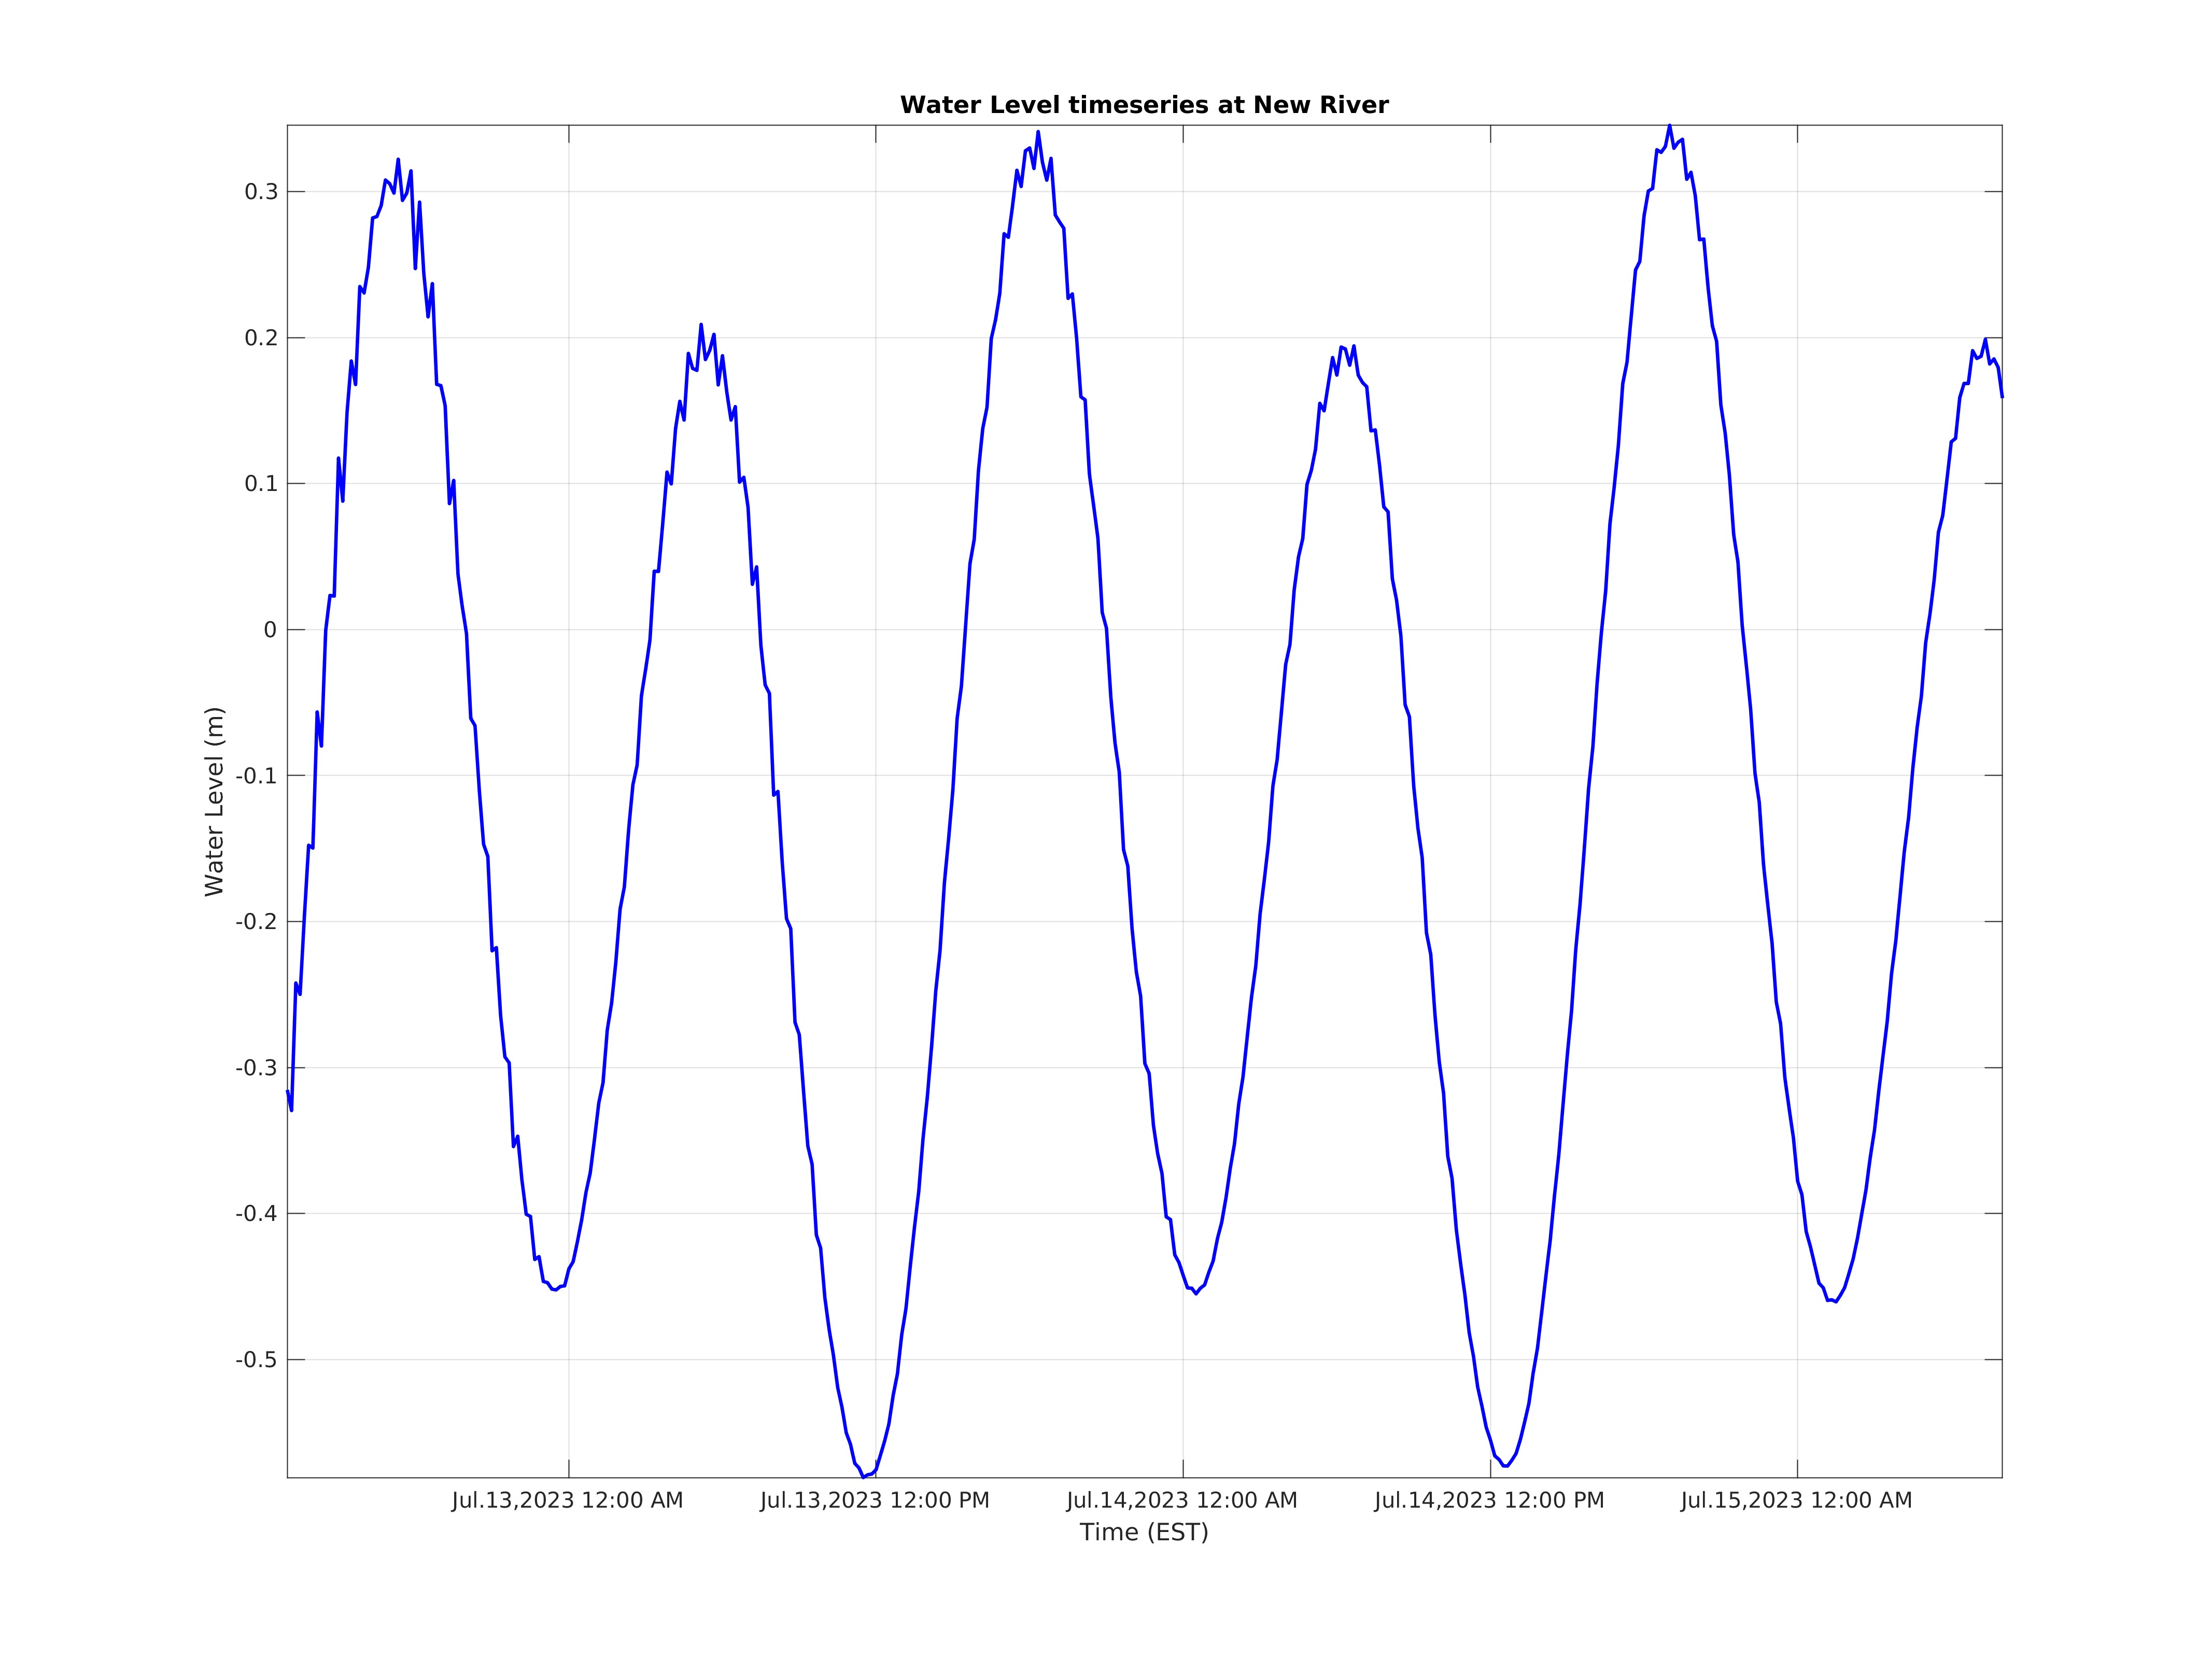 Water Level timeseries at New River
0.3
0.2
0.1
0
-0.1
-0.2
-0.3
-0.4
-0.5
Water Level (m)
Jul.13,2023 12:00 AM
Jul.13,2023 12:00 PM
Jul.14,2023 12:00 AM
Jul.14,2023 12:00 PM
Jul.15,2023 12:00 AM
Time (EST)